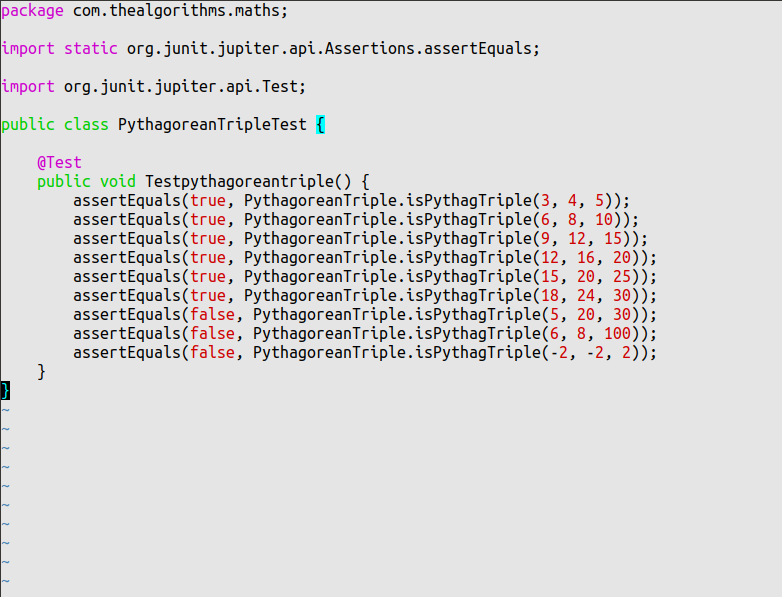 package com.thealgorithms.maths;
import static org.junit.jupiter.api.Assertions.assertEquals;
import org.junit.jupiter.api.Test;
public class PythagoreanTripleTest {
@Test
public void Testpythagoreantriple() {
assertEquals(true, PythagoreanTriple.isPythagTriple(3, 4, 5));
assertEquals(true, PythagoreanTriple.isPythagTriple(6, 8, 10));
assertEquals(true, PythagoreanTriple.isPythagTriple(9, 12, 15));
assertEquals(true, PythagoreanTriple.isPythagTriple(12, 16, 20));
assertEquals(true, PythagoreanTriple.isPythagTriple(15, 20, 25));
assertEquals(true, PythagoreanTriple.isPythagTriple(18, 24, 30));
assertEquals(false, PythagoreanTriple.isPythagTriple(5, 20, 30));
assertEquals(false, PythagoreanTriple.isPythagTriple(6, 8, 100));
assertEquals(false, PythagoreanTriple.isPythagTriple(-2, -2, 2));
}
}
~
~
~
~
~
~
~
~
~
~